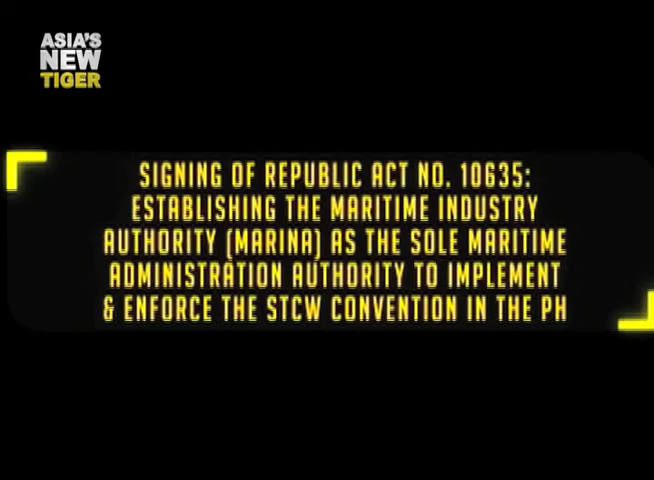 ASIA'S
NEW
TIGER
SIGNING OF REPUBLIC ACT NO. 10635:
ESTABLISHING THE MARITIME INDUSTRY
AUTHORITY (MARINA) AS THE SOLE MARITIME
ADMINISTRATION AUTHORITY TO IMPLEMENT
& ENFORCE THE STCW CONVENTION IN THE PH